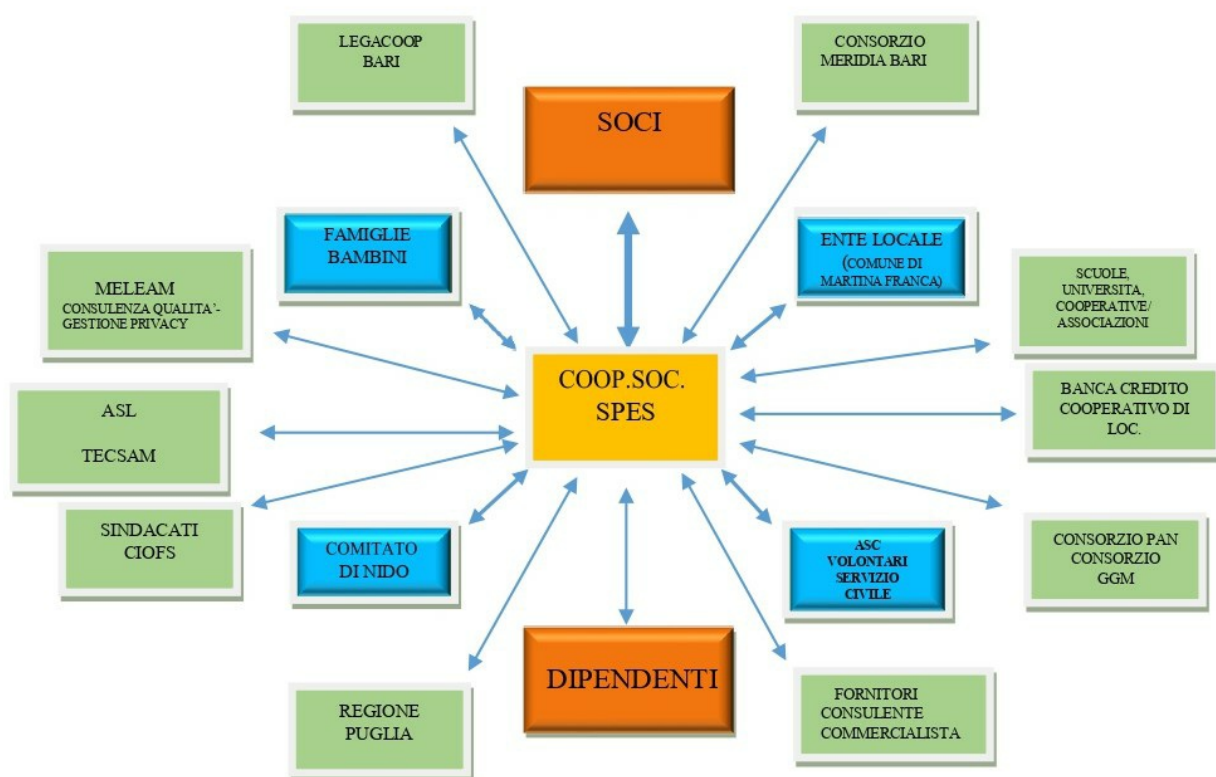 LEGACOOP
BARI
CONSORZIO
MERIDIA BARI
SOCI
FAMIGLIE
BAMBINI
ENTE LOCALE
(COMUNE DI
MARTINA FRANCA)
MELEAM
CONSULENZA QUALITA'-
GESTIONE PRIVACY
SCUOLE,
UNIVERSITA,
COOPERATIVE/
ASSOCIAZIONI
COOP.SOC.
SPES
ASL
TECSAM
BANCA CREDITO
COOPERATIVO DI
LOC.
SINDACATI
CIOFS
COMITATO
DI NIDO
ASC
VOLONTARI
SERVIZIO
CIVILE
CONSORZIO PAN
CONSORZIO
GGM
REGIONE
PUGLIA
DIPENDENTI
FORNITORI
CONSULENTE
COMMERCIALISTA